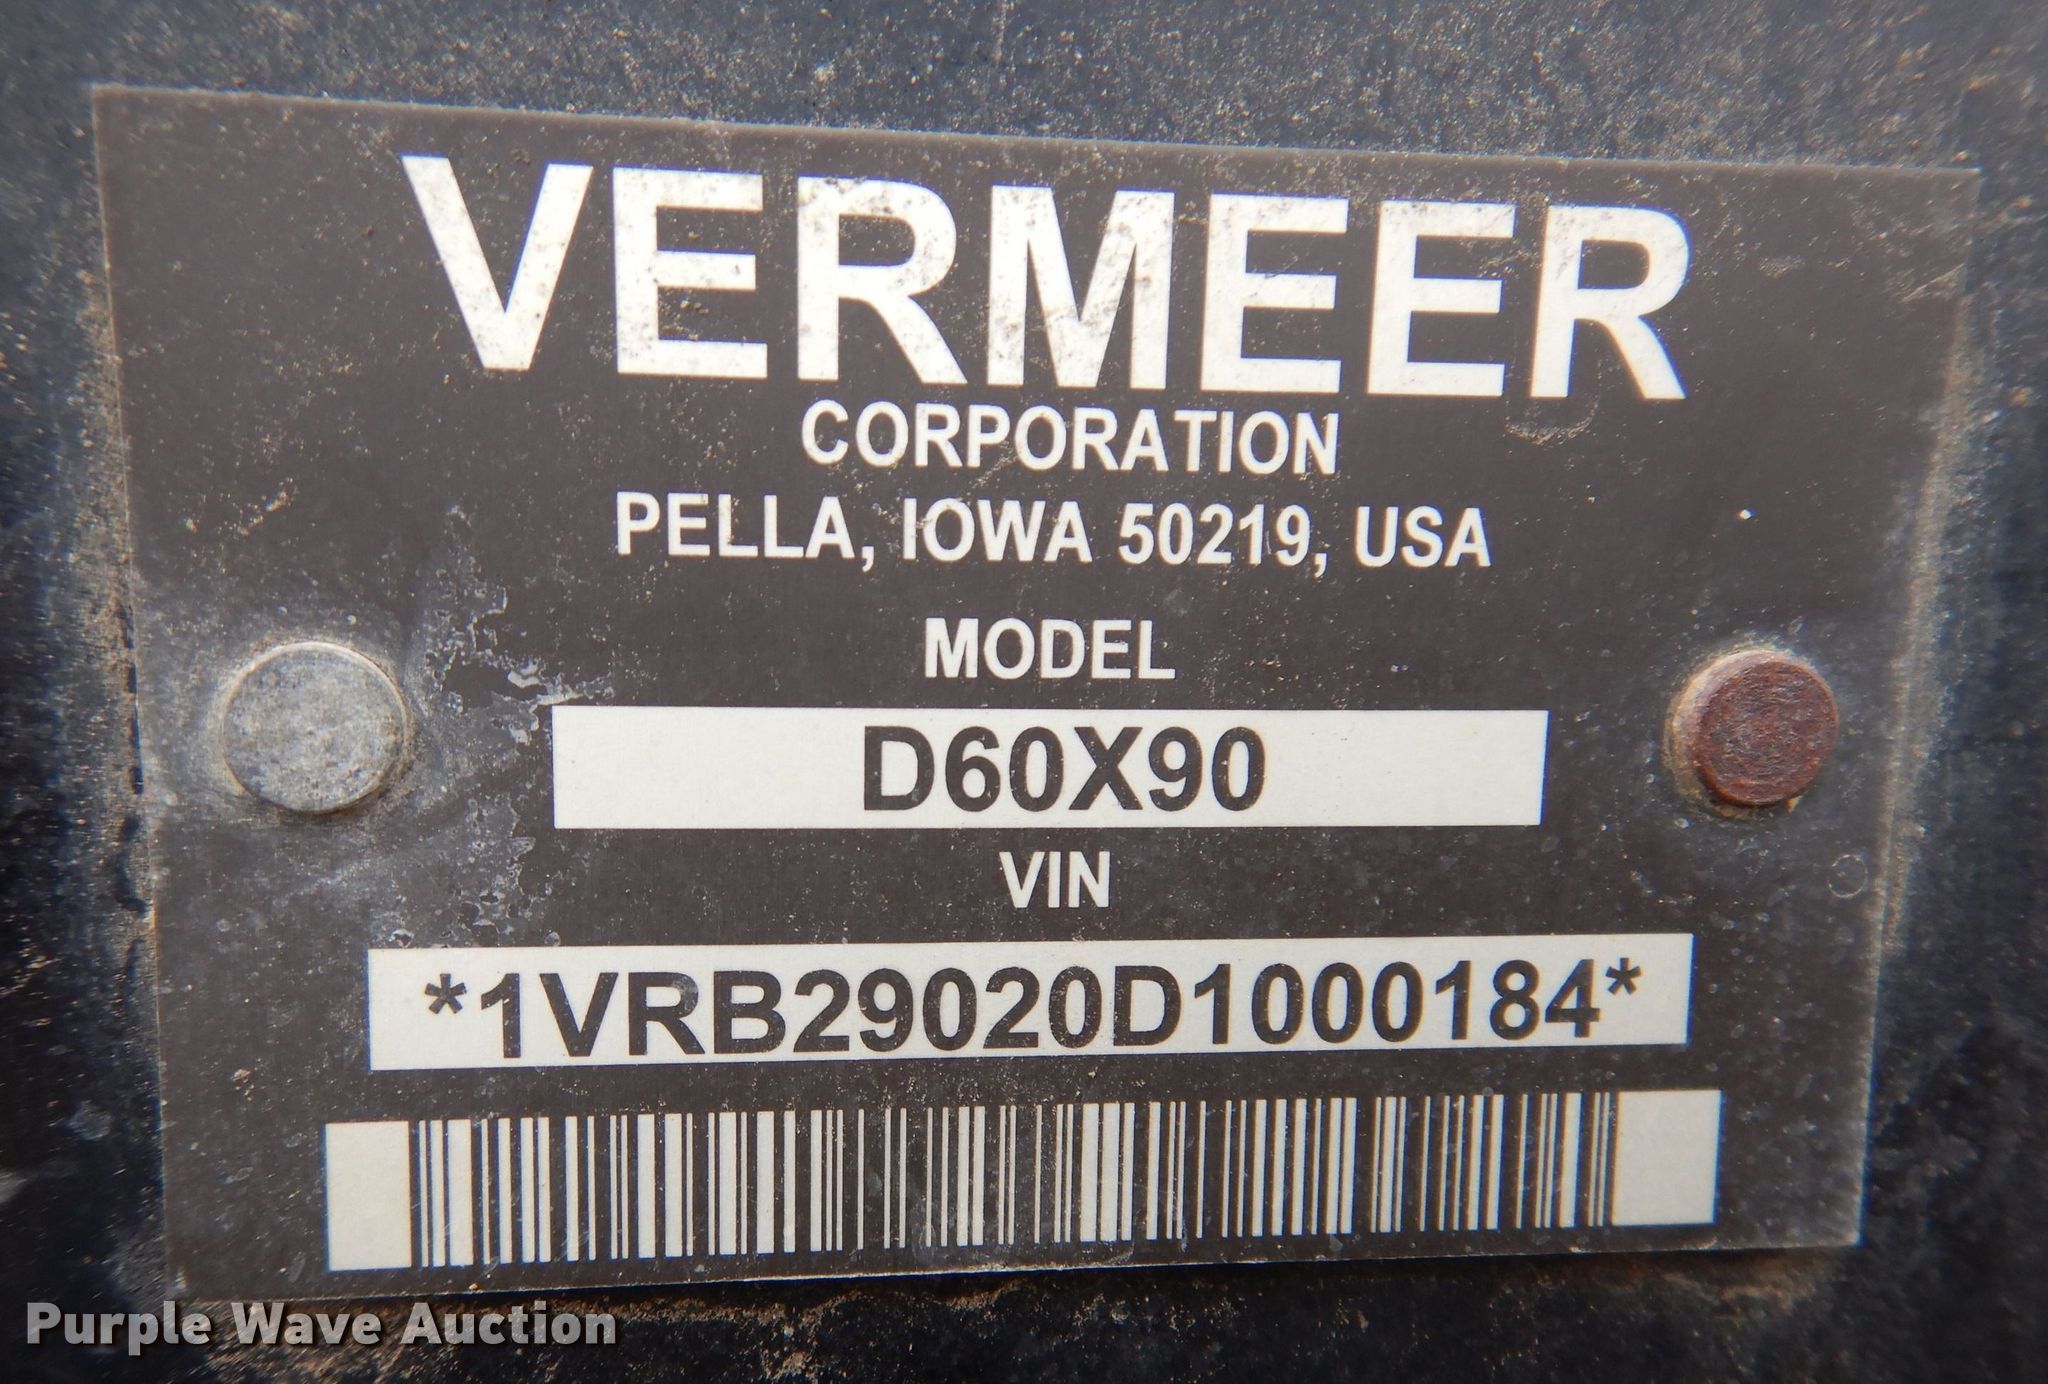 VERMEER
CORPORATION
PELLA, IOWA 50219, USA
MODEL
D60X90
VIN
*1VRB29020D1000184*
Purple Wave Auction